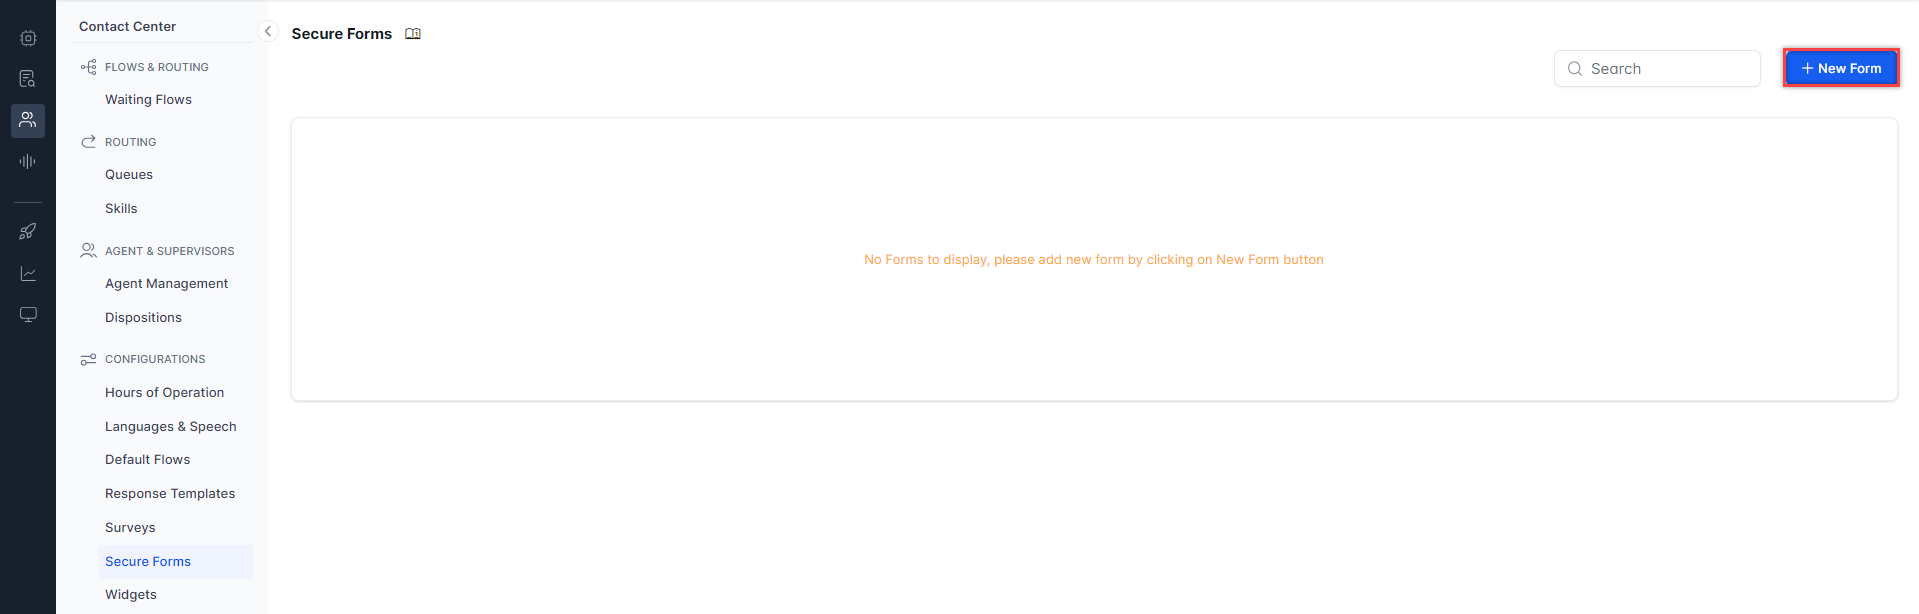 Contact Center
FLOWS & ROUTING
Waiting Flows
ROUTING
Queues
Skills
AGENT & SUPERVISORS
Agent Management
Dispositions
CONFIGURATIONS
Hours of Operation
Languages & Speech
Default Flows
Response Templates
Surveys
Secure Forms
Widgets
Secure Forms
Search
+ New Form
No Forms to display, please add new form by clicking on New Form button